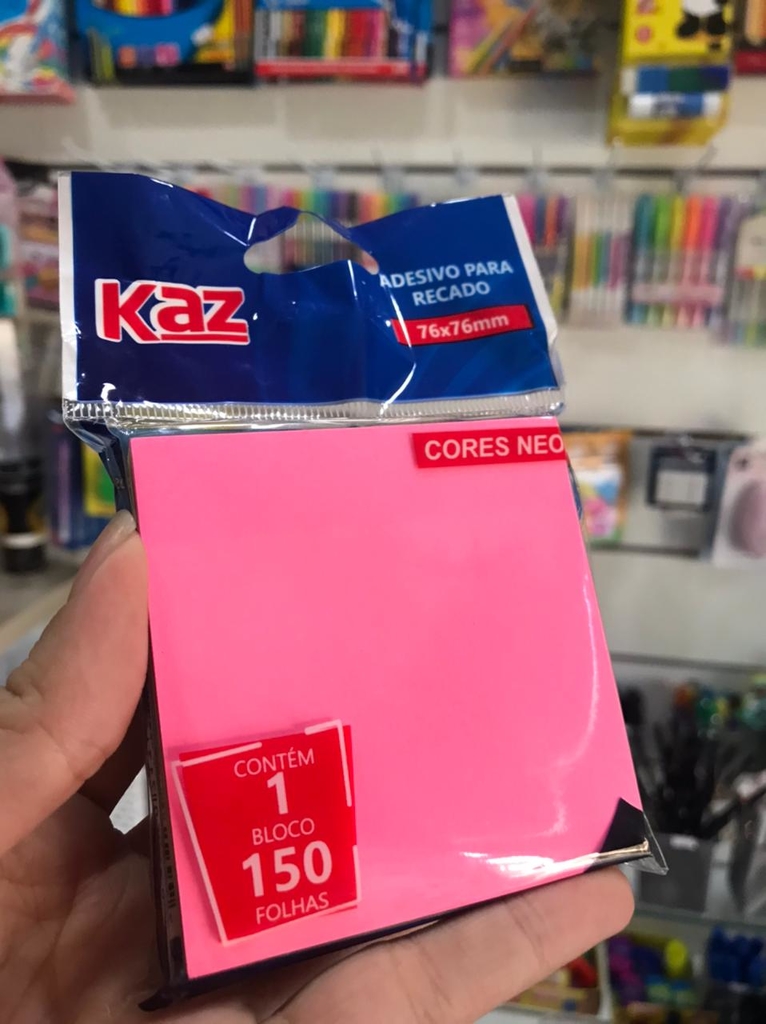 Kaz
ADESIVO PARA
RECADO
76x76mm
CORES NEO
CONTÉM
1
BLOCO
150
FOLHAS